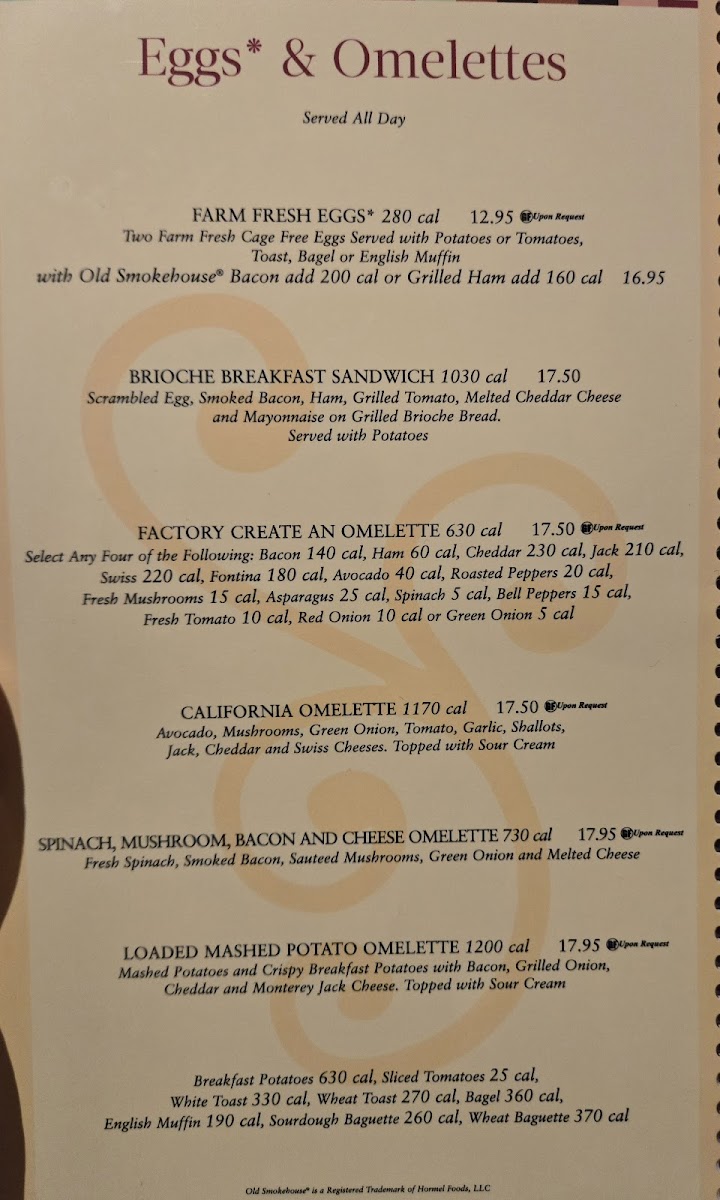 Eggs* & Omelettes
Served All Day
FARM FRESH EGGS* 280 cal 12.95 GF Upon Request
Two Farm Fresh Cage Free Eggs Served with Potatoes or Tomatoes,
Toast, Bagel or English Muffin
with Old Smokehouse® Bacon add 200 cal or Grilled Ham add 160 cal 16.95
BRIOCHE BREAKFAST SANDWICH 1030 cal 17.50
Scrambled Egg, Smoked Bacon, Ham, Grilled Tomato, Melted Cheddar Cheese
and Mayonnaise on Grilled Brioche Bread.
Served with Potatoes
FACTORY CREATE AN OMELETTE 630 cal 17.50 GF Upon Request
Select Any Four of the Following: Bacon 140 cal, Ham 60 cal, Cheddar 230 cal, Jack 210 cal,
Swiss 220 cal, Fontina 180 cal, Avocado 40 cal, Roasted Peppers 20 cal,
Fresh Mushrooms 15 cal, Asparagus 25 cal, Spinach 5 cal, Bell Peppers 15 cal,
Fresh Tomato 10 cal, Red Onion 10 cal or Green Onion 5 cal
CALIFORNIA OMELETTE 1170 cal 17.50 GF Upon Request
Avocado, Mushrooms, Green Onion, Tomato, Garlic, Shallots,
Jack, Cheddar and Swiss Cheeses. Topped with Sour Cream
SPINACH, MUSHROOM, BACON AND CHEESE OMELETTE 730 cal 17.95 GF Upon Request
Fresh Spinach, Smoked Bacon, Sauteed Mushrooms, Green Onion and Melted Cheese
LOADED MASHED POTATO OMELETTE 1200 cal 17.95 GF Upon Request
Mashed Potatoes and Crispy Breakfast Potatoes with Bacon, Grilled Onion,
Cheddar and Monterey Jack Cheese. Topped with Sour Cream
Breakfast Potatoes 630 cal, Sliced Tomatoes 25 cal,
White Toast 330 cal, Wheat Toast 270 cal, Bagel 360 cal,
English Muffin 190 cal, Sourdough Baguette 260 cal, Wheat Baguette 370 cal
Old Smokehouse® is a Registered Trademark of Hormel Foods, LLC